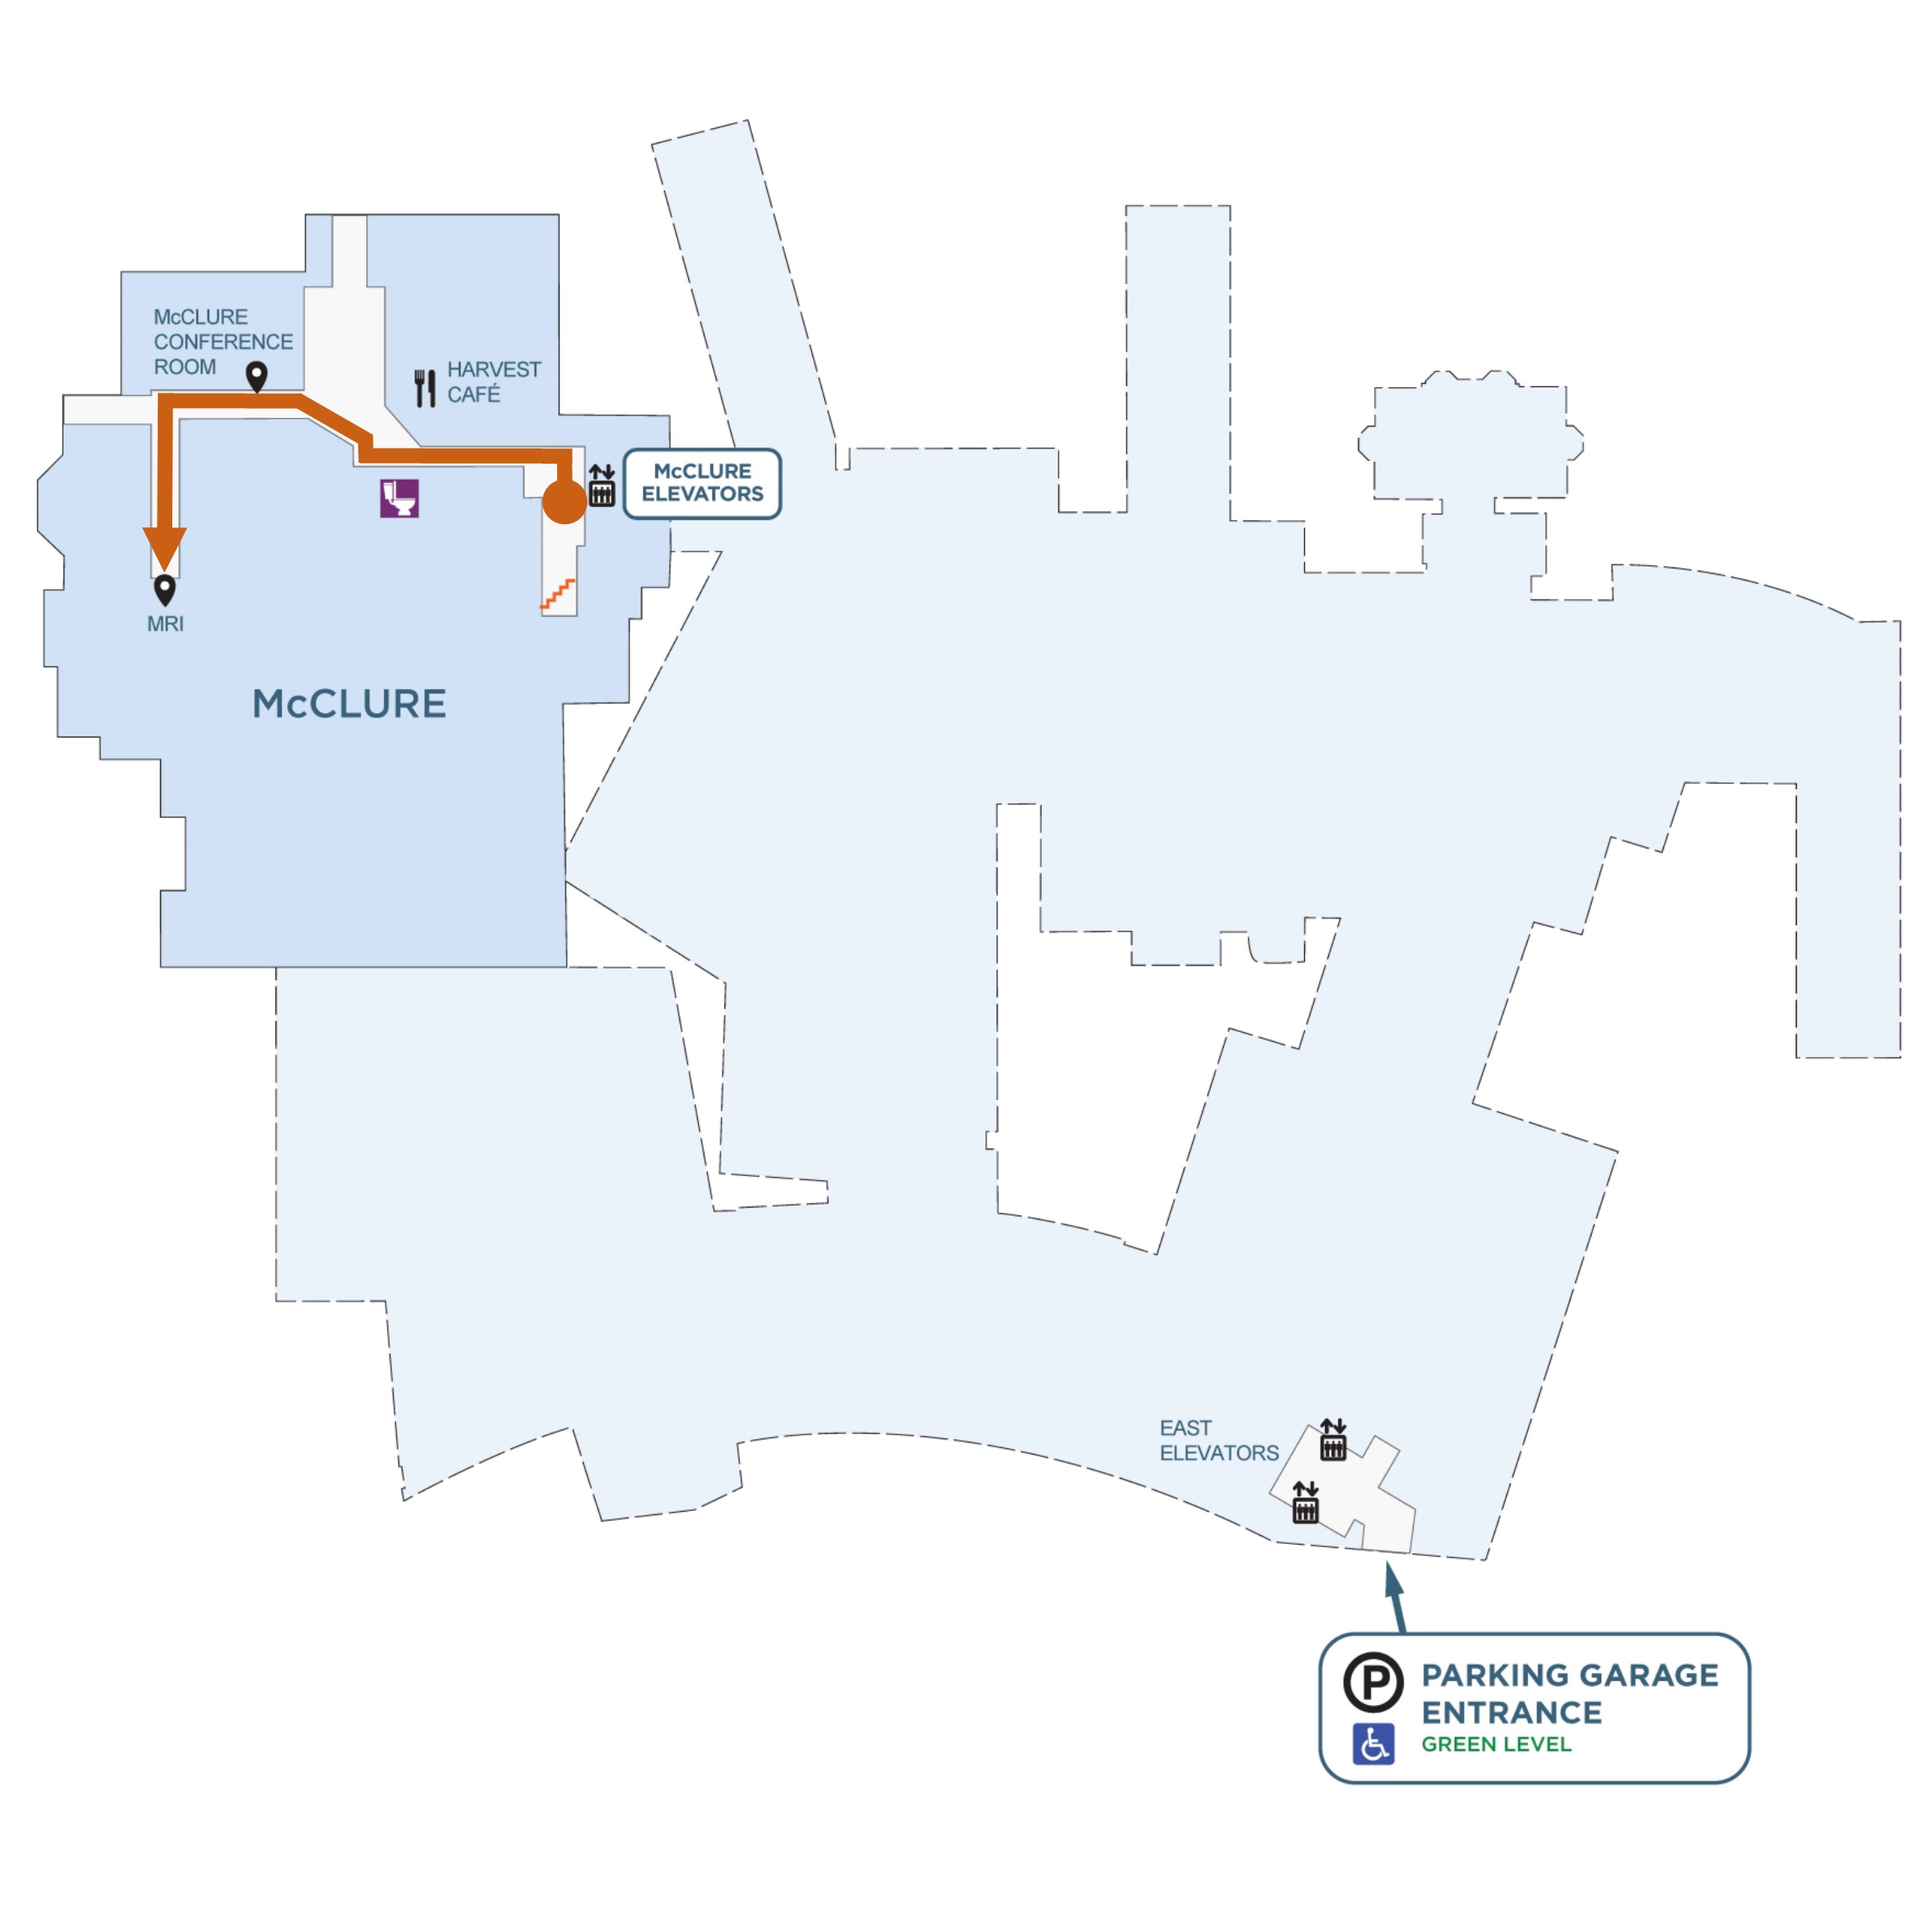 McCLURE
CONFERENCE
ROOM
HARVEST
CAFÉ
McCLURE
ELEVATORS
MRI
McCLURE
EAST
ELEVATORS
P
PARKING GARAGE
ENTRANCE
GREEN LEVEL